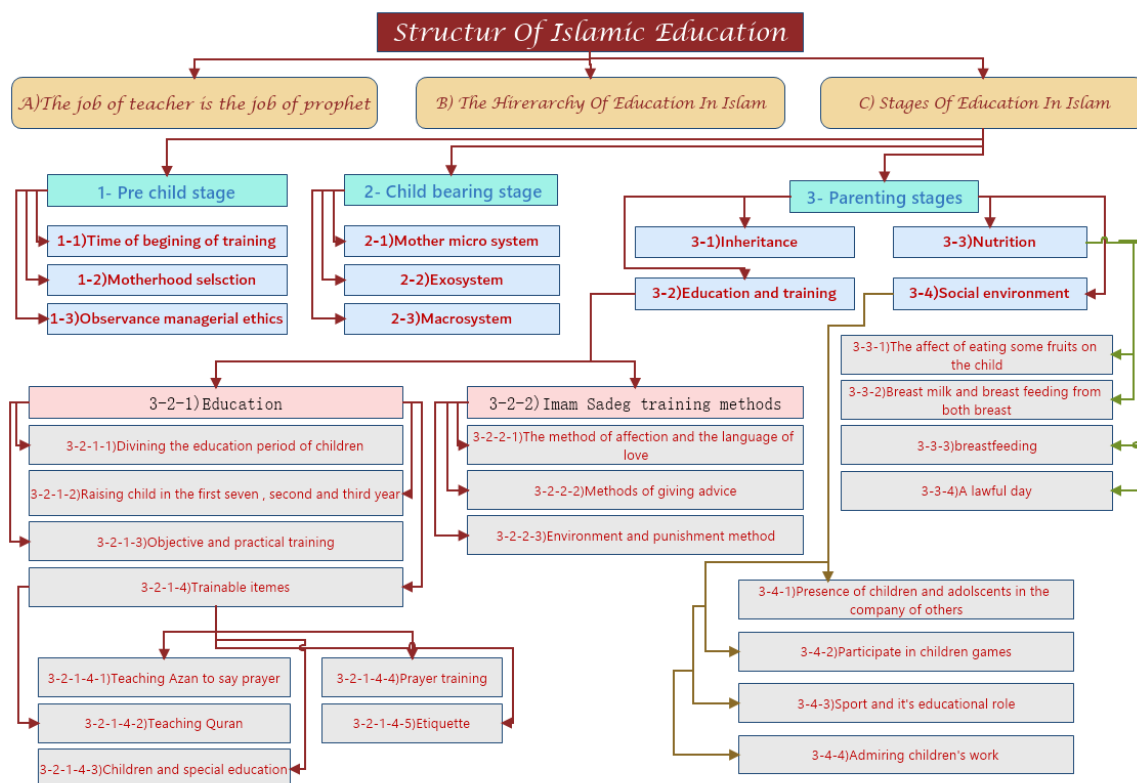 Structur Of Islamic Education
A)The job of teacher is the job of prophet
B) The Hirerarchy Of Education In Islam
C) Stages Of Education In Islam
1- Pre child stage
2- Child bearing stage
3- Parenting stages
1-1)Time of begining of training
1-2)Motherhood selsction
1-3)Observance managerial ethics
2-1)Mother micro system
2-2)Exosystem
2-3)Macrosystem
3-1)Inheritance
3-2)Education and training
3-3)Nutrition
3-4)Social environment
3-3-1)The affect of eating some fruits on
the child
3-3-2)Breast milk and breast feeding from
both breast
3-3-3)breastfeeding
3-3-4)A lawful day
3-2-1)Education
3-2-1-1)Divining the education period of children
3-2-1-2)Raising child in the first seven , second and third year
3-2-1-3)Objective and practical training
3-2-1-4)Trainable itemes
3-2-2)Imam Sadeg training methods
3-2-2-1)The method of affection and the language of
love
3-2-2-2)Methods of giving advice
3-2-2-3)Environment and punishment method
3-2-1-4-1)Teaching Azan to say prayer
3-2-1-4-2)Teaching Quran
3-2-1-4-3)Children and special education
3-2-1-4-4)Prayer training
3-2-1-4-5)Etiquette
3-4-1)Presence of children and adolscents in the
company of others
3-4-2)Participate in children games
3-4-3)Sport and it's educational role
3-4-4)Admiring children's work